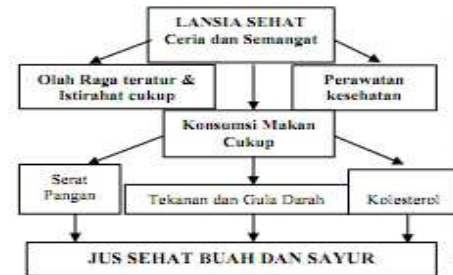 LANSIA SEHAT
Ceria dan Semangat
Olah Raga teratur &
Istirahat cukup
Perawatan
kesehatan
Konsumsi Makan
Cukup
Serat
Pangan
Tekanan dan Gula Darah
Kolesterol
JUS SEHAT BUAH DAN SAYUR